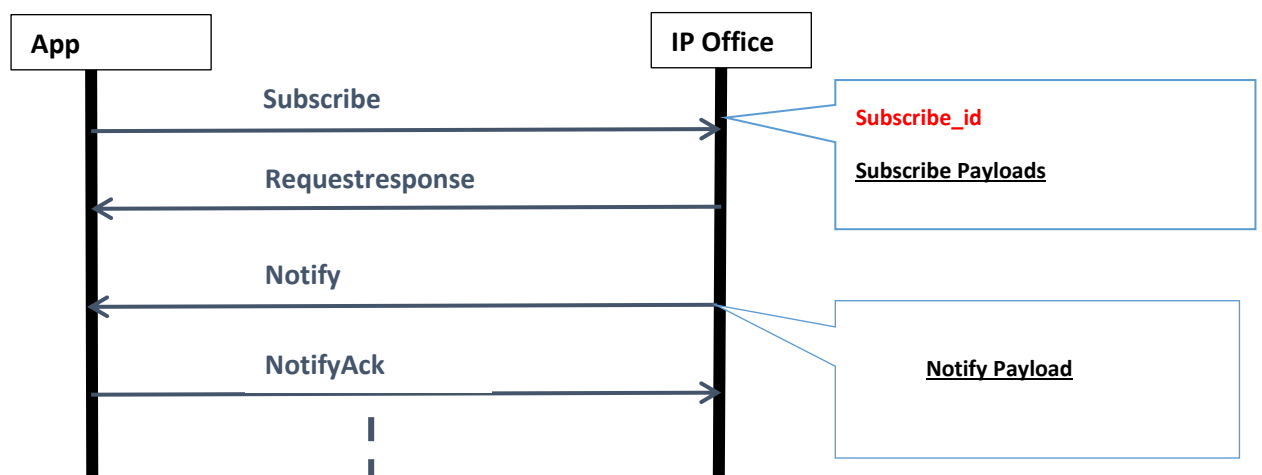 App
IP Office
Subscribe
Subscribe_id
Subscribe Payloads
Requestresponse
Notify
NotifyAck
Notify Payload